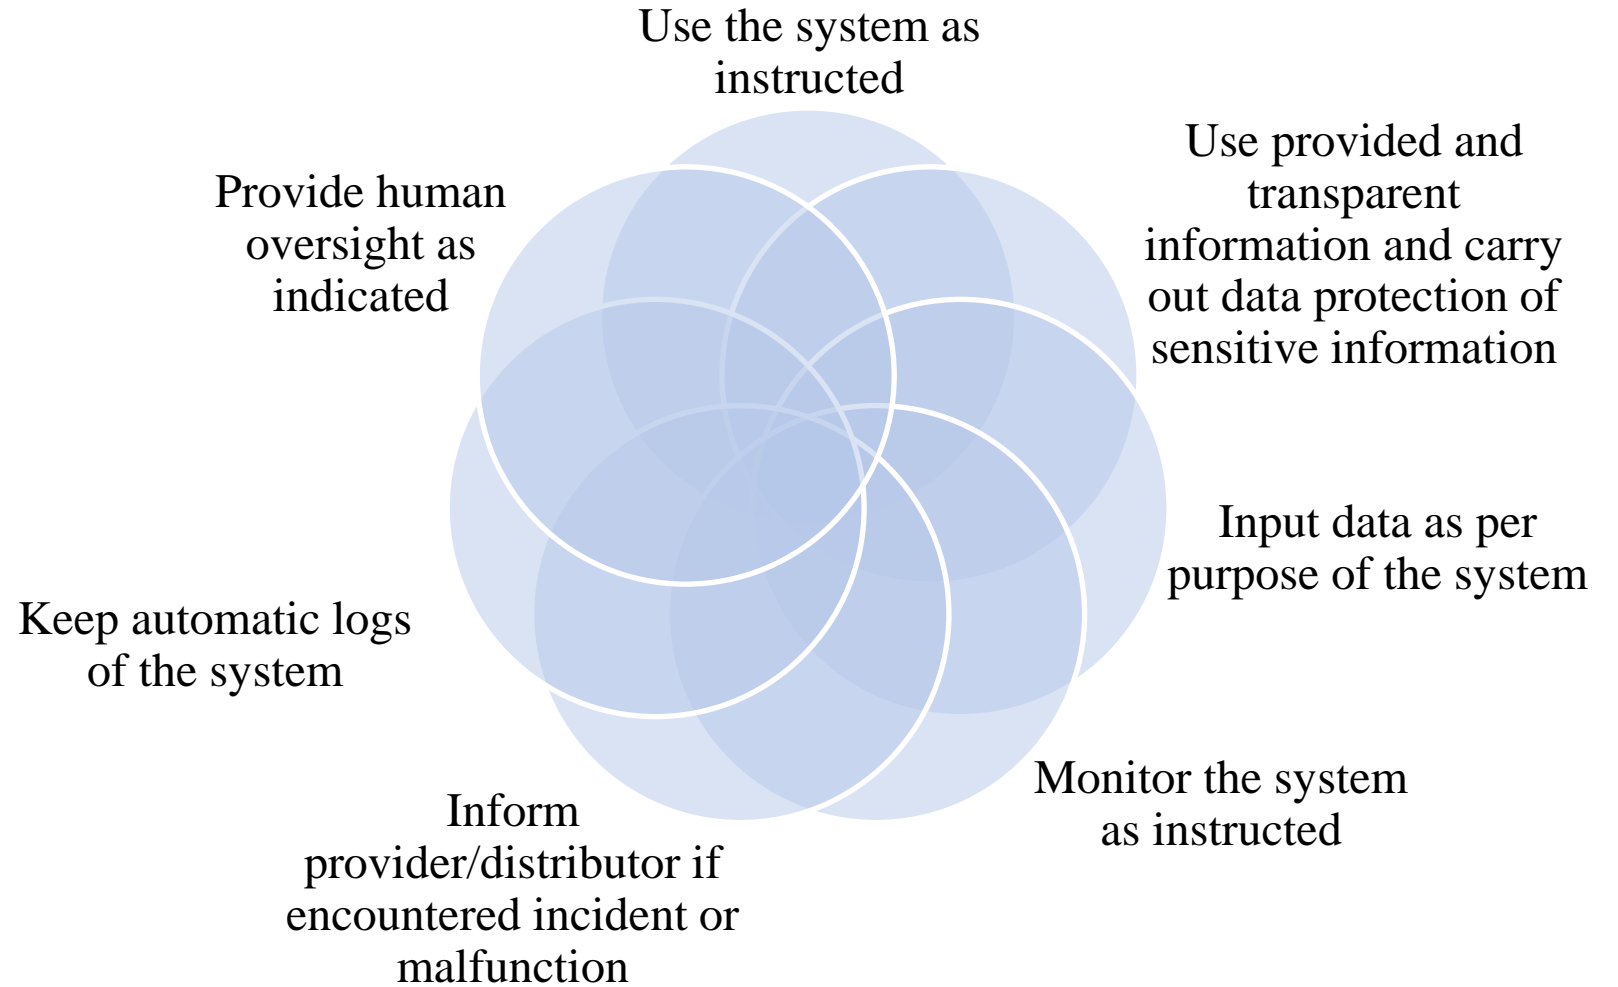 Use the system as
instructed
Use provided and
transparent
information and carry
out data protection of
sensitive information
Input data as per
purpose of the system
Monitor the system
as instructed
Inform
provider/distributor if
encountered incident or
malfunction
Keep automatic logs
of the system
Provide human
oversight as
indicated